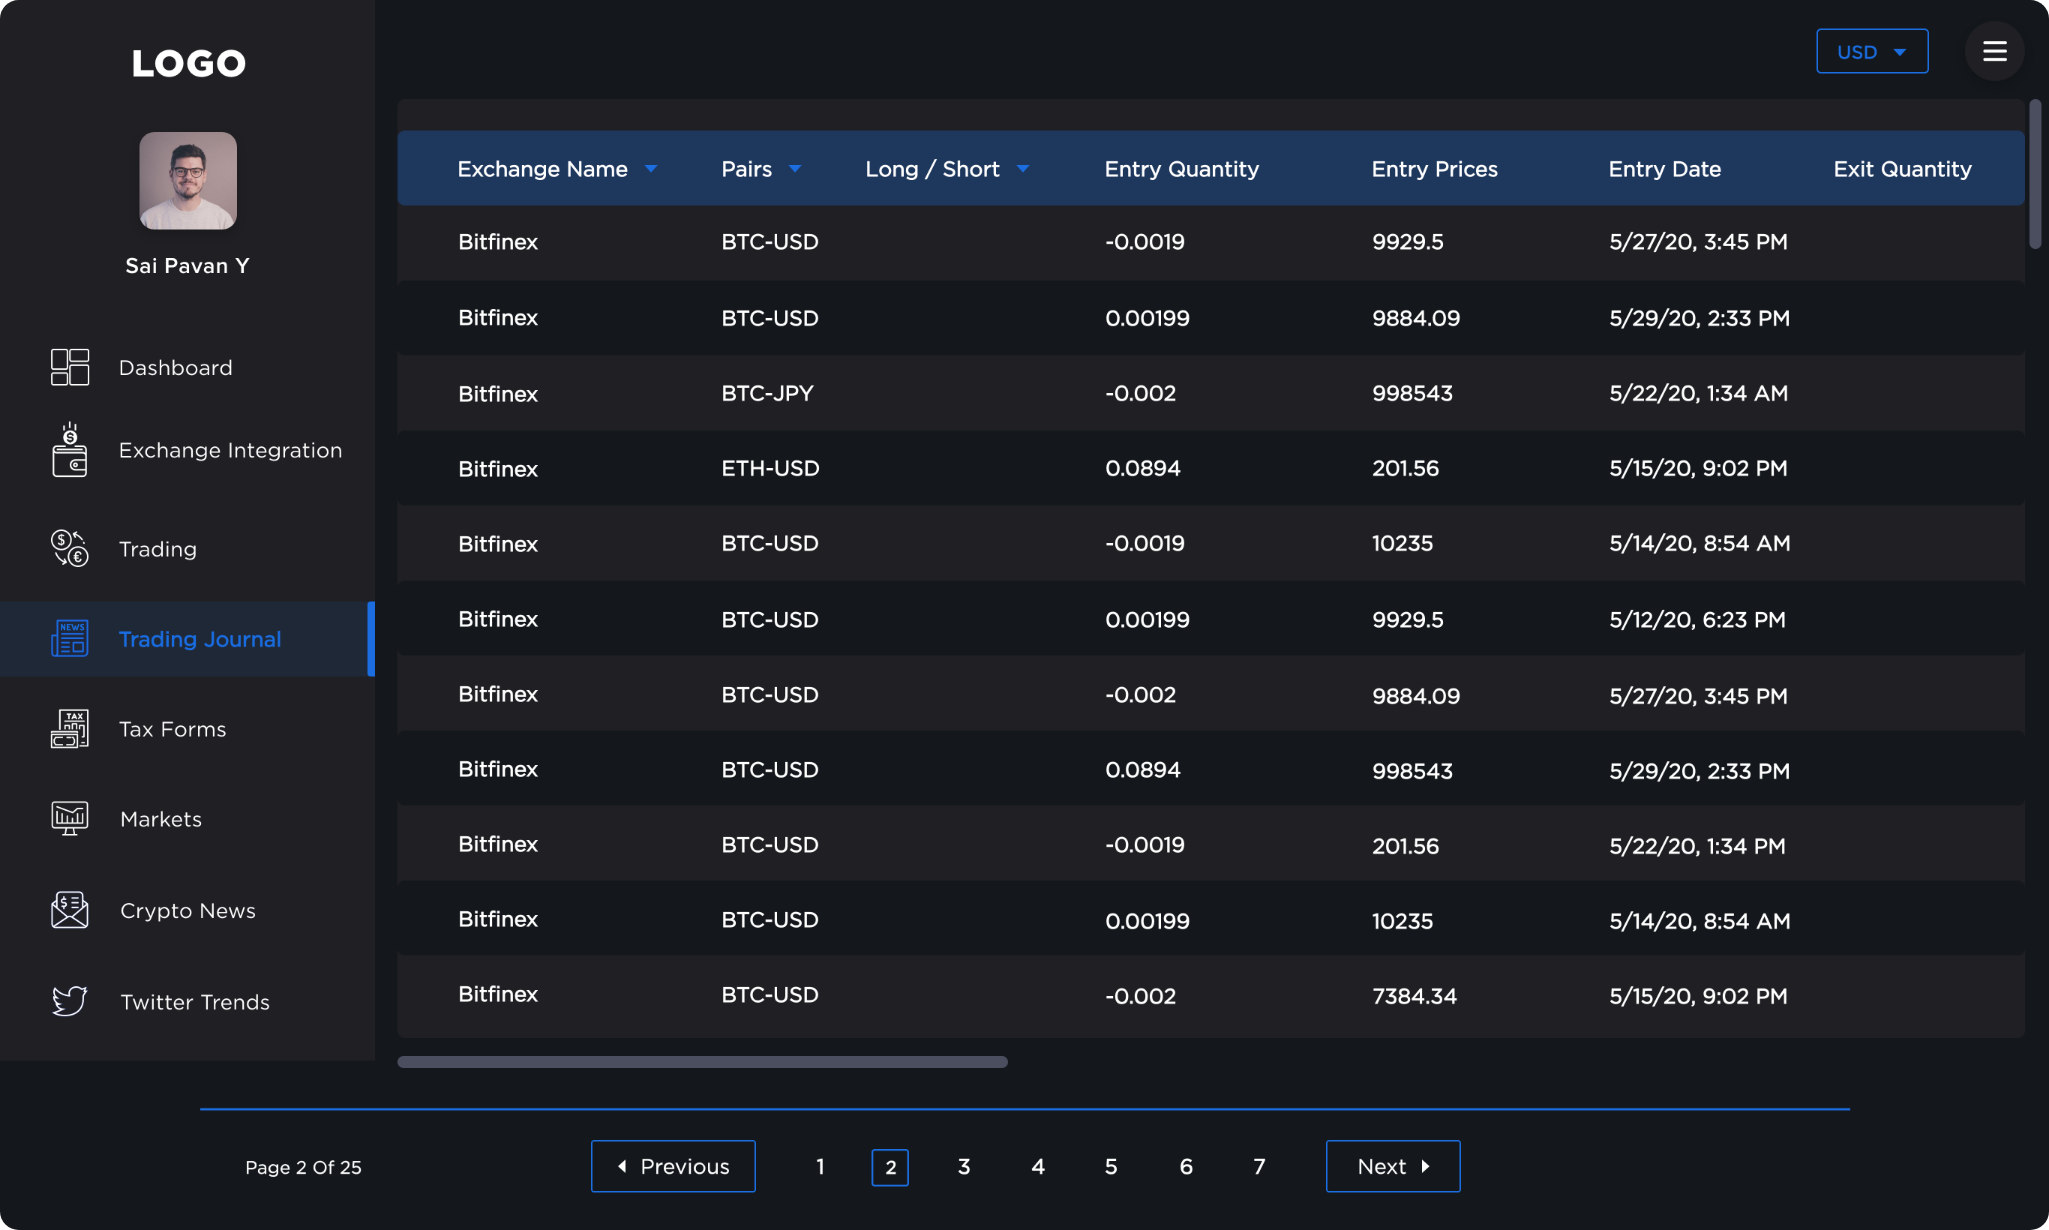 LOGO
USD
Sai Pavan Y
Dashboard
Exchange Integration
Trading
NEWS
Trading Journal
TAX
Tax Forms
Markets
Crypto News
Twitter Trends
Exchange Name Pairs Long / Short Entry Quantity Entry Prices Entry Date Exit Quantity
Bitfinex BTC-USD -0.0019 9929.5 5/27/20, 3:45 PM
Bitfinex BTC-USD 0.00199 9884.09 5/29/20, 2:33 PM
Bitfinex BTC-JPY -0.002 998543 5/22/20, 1:34 AM
Bitfinex ETH-USD 0.0894 201.56 5/15/20, 9:02 PM
Bitfinex BTC-USD -0.0019 10235 5/14/20, 8:54 AM
Bitfinex BTC-USD 0.00199 9929.5 5/12/20, 6:23 PM
Bitfinex BTC-USD -0.002 9884.09 5/27/20, 3:45 PM
Bitfinex BTC-USD 0.0894 998543 5/29/20, 2:33 PM
Bitfinex BTC-USD -0.0019 201.56 5/22/20, 1:34 PM
Bitfinex BTC-USD 0.00199 10235 5/14/20, 8:54 AM
Bitfinex BTC-USD -0.002 7384.34 5/15/20, 9:02 PM
Page 2 Of 25 Previous 1 2 3 4 5 6 7 Next